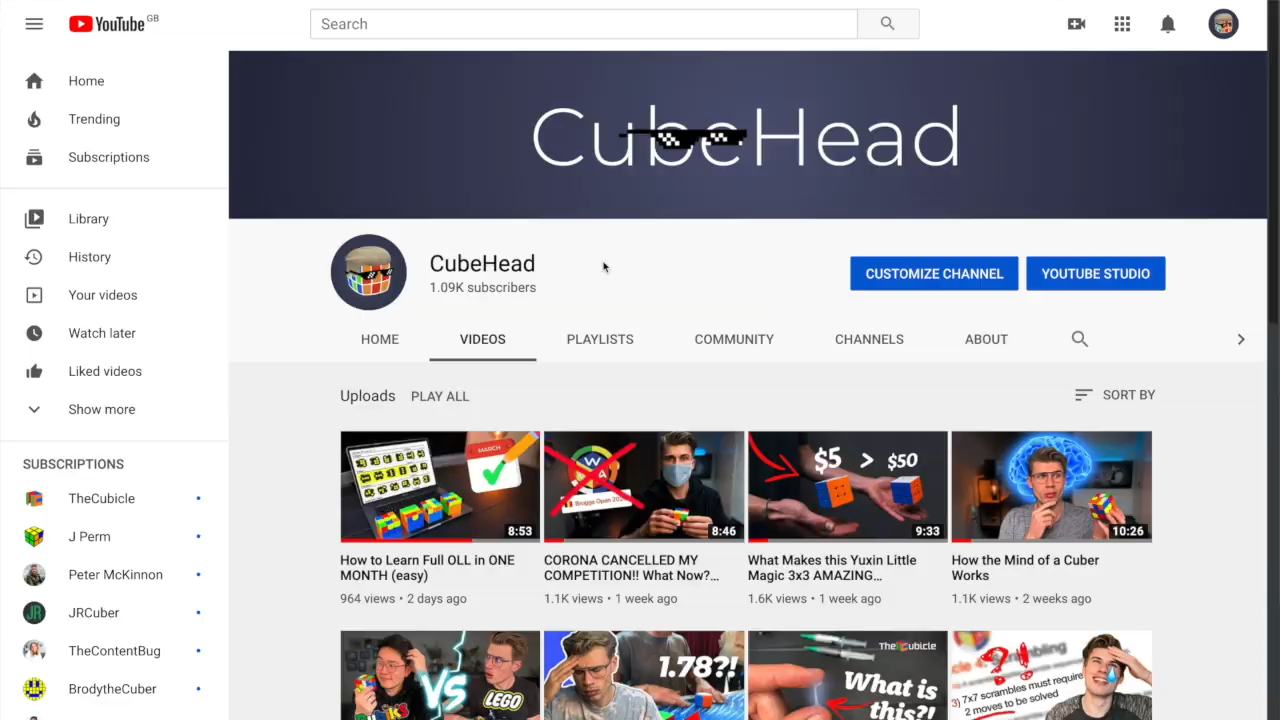 YouTube GB
Search
Home
Trending
Subscriptions
Library
History
Your videos
Watch later
Liked videos
Show more
SUBSCRIPTIONS
TheCubicle
J Perm
Peter McKinnon
JRCuber
TheContentBug
BrodytheCuber
CubeHead
CubeHead
1.09K subscribers
CUSTOMIZE CHANNEL
YOUTUBE STUDIO
HOME
VIDEOS
PLAYLISTS
COMMUNITY
CHANNELS
ABOUT
Uploads
PLAY ALL
SORT BY
MARCH
8:53
How to Learn Full OLL in ONE
MONTH (easy)
964 views • 2 days ago
8:46
CORONA CANCELLED MY
COMPETITION!! What Now?...
1.1K views • 1 week ago
$5 > $50
9:33
What Makes this Yuxin Little
Magic 3x3 AMAZING...
1.6K views • 1 week ago
10:26
How the Mind of a Cuber
Works
1.1K views • 2 weeks ago
VS
LEGO
1.78?!
TheCubicle
What is
this?!
?!
3) 7x7 scrambles must require
2 moves to be solved